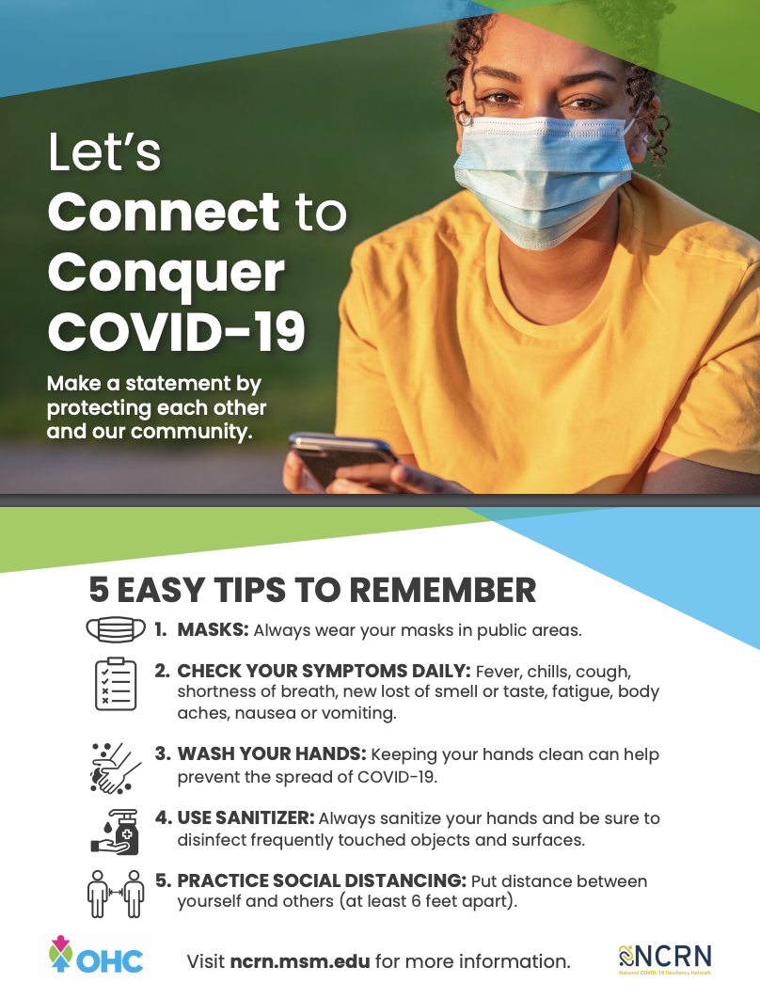 Let's
Connect to
Conquer
COVID-19
Make a statement by
protecting each other
and our community.
5 EASY TIPS TO REMEMBER
1. MASKS: Always wear your masks in public areas.
2. CHECK YOUR SYMPTOMS DAILY: Fever, chills, cough,
shortness of breath, new lost of smell or taste, fatigue, body
aches, nausea or vomiting.
3. WASH YOUR HANDS: Keeping your hands clean can help
prevent the spread of COVID-19.
4. USE SANITIZER: Always sanitize your hands and be sure to
disinfect frequently touched objects and surfaces.
5. PRACTICE SOCIAL DISTANCING: Put distance between
yourself and others (at least 6 feet apart).
OHC
Visit ncrn.msm.edu for more information.
NCRN
National COVID-19 Resiliency Network